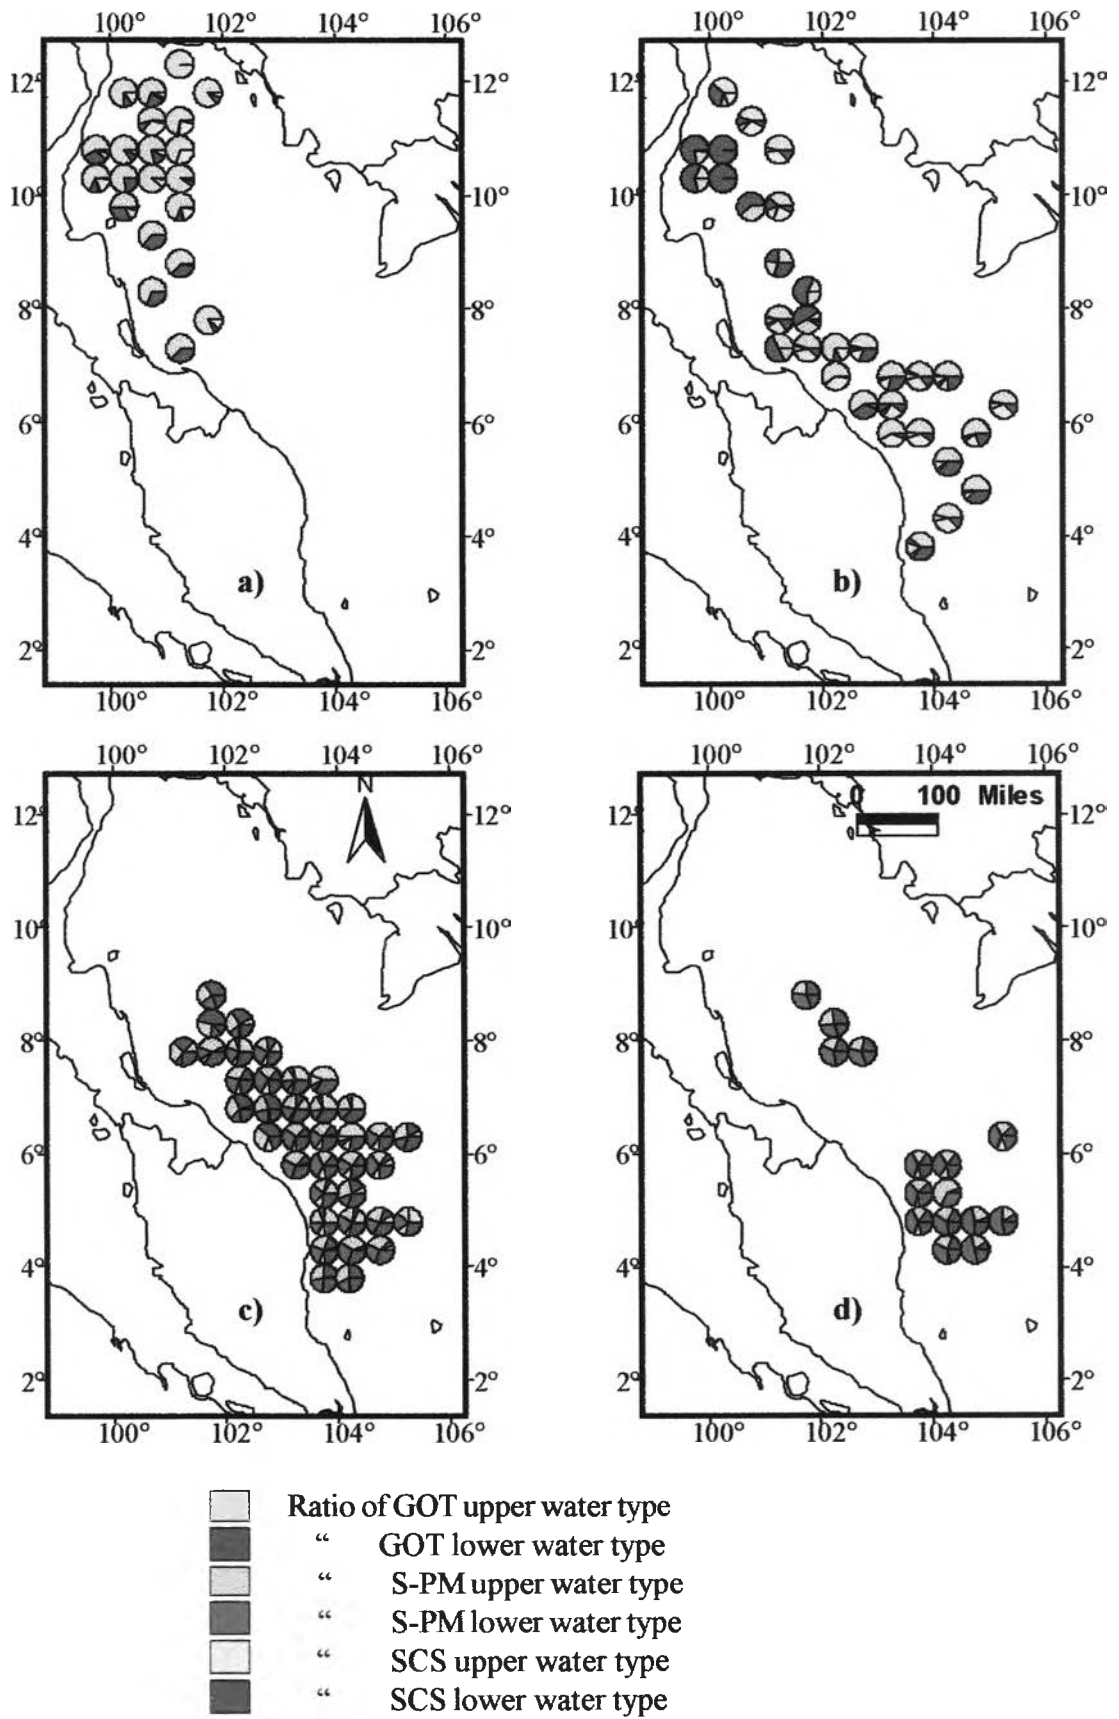 100° 102° 104° 106° 100° 102° 104° 106°
12° 12° 12° 12°
10° 10° 10° 10°
8° 8° 8° 8°
6° 6° 6° 6°
4° 4° 4° 4°
a) b)
2° 2° 2° 2°
100° 102° 104° 106° 100° 102° 104° 106°
100° 102° 104° 106° 100° 102° 104° 106°
N 0 100 Miles
12° 12° 12° 12°
10° 10° 10° 10°
8° 8° 8° 8°
6° 6° 6° 6°
4° 4° 4° 4°
c) d)
2° 2° 2° 2°
100° 102° 104° 106° 100° 102° 104° 106°
Ratio of GOT upper water type
“ GOT lower water type
“ S-PM upper water type
“ S-PM lower water type
“ SCS upper water type
“ SCS lower water type